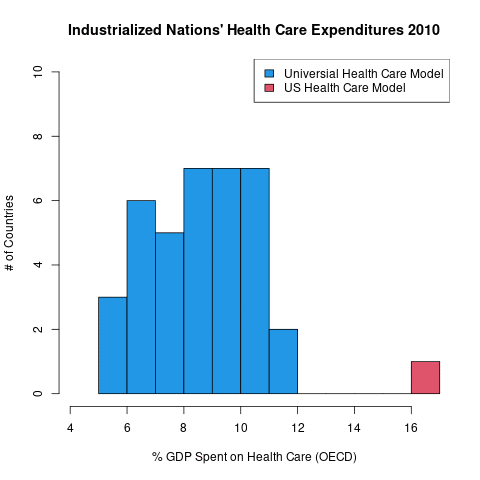 Industrialized Nations' Health Care Expenditures 2010
Universial Health Care Model
US Health Care Model
10
8
6
4
2
0
# of Countries
4 6 8 10 12 14 16
% GDP Spent on Health Care (OECD)